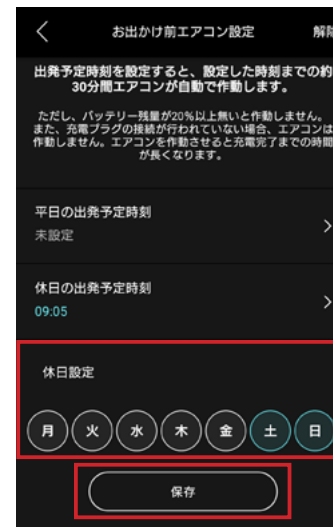 お出かけ前エアコン設定 解除
出発予定時刻を設定すると、設定した時刻までの約
30分間エアコンが自動で作動します。
ただし、バッテリー残量が20%以上無いと作動しません。
また、充電プラグの接続が行われていない場合、エアコンは
作動しません。エアコンを作動させると充電完了までの時間
が長くなります。
平日の出発予定時刻
未設定
休日の出発予定時刻
09:05
休日設定
月 火 水 木 金 土 日
保存